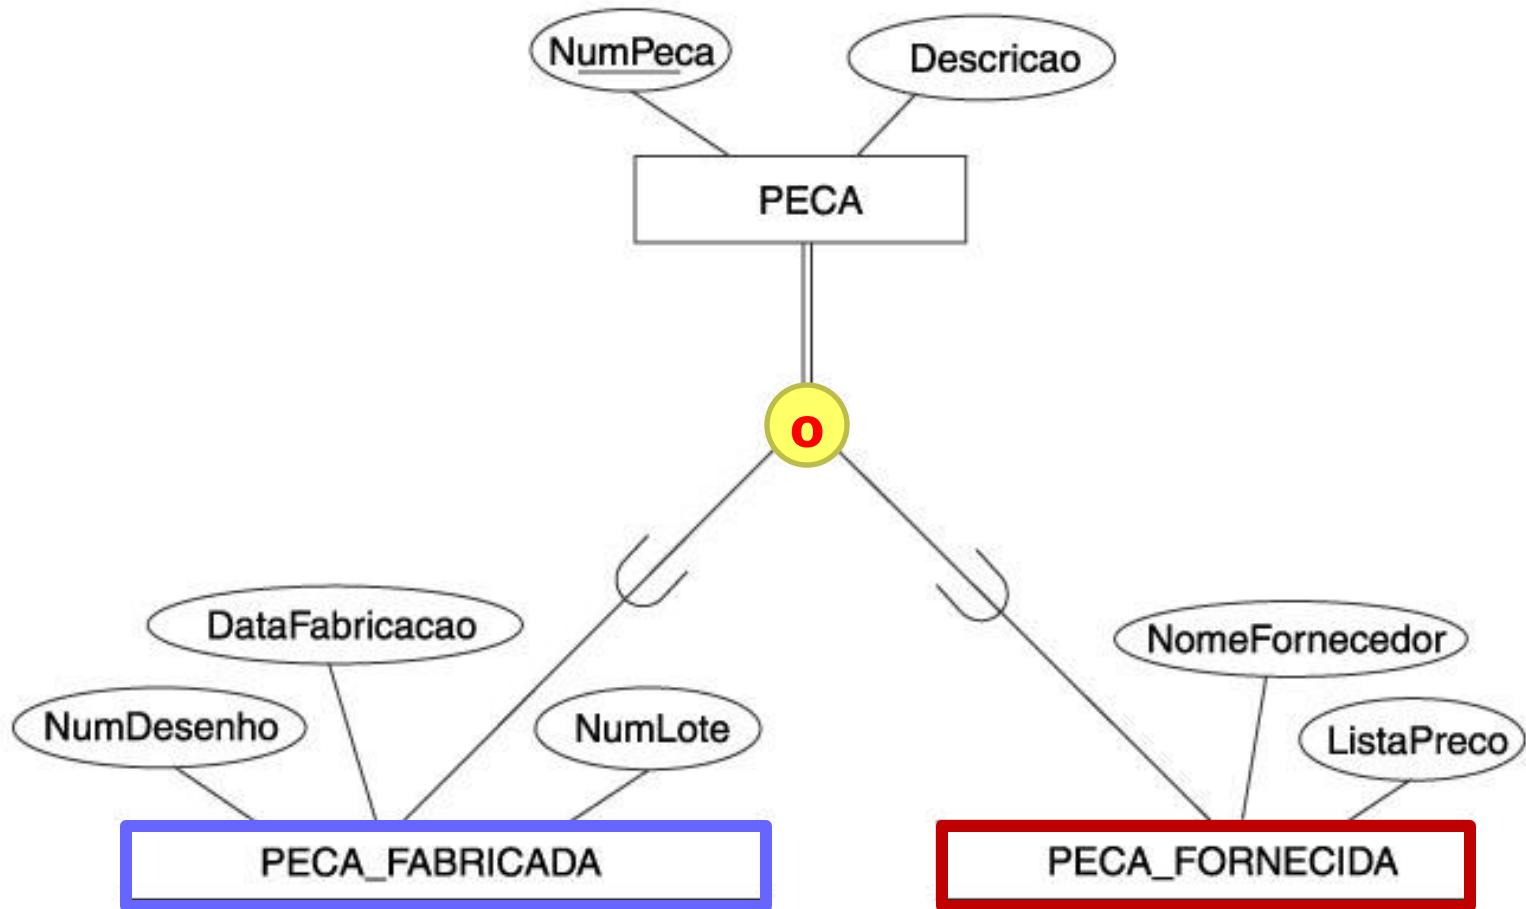 NumPeca
Descricao
PECA
o
DataFabricacao
NumDesenho
NumLote
NomeFornecedor
ListaPreco
PECA_FABRICADA
PECA_FORNECIDA